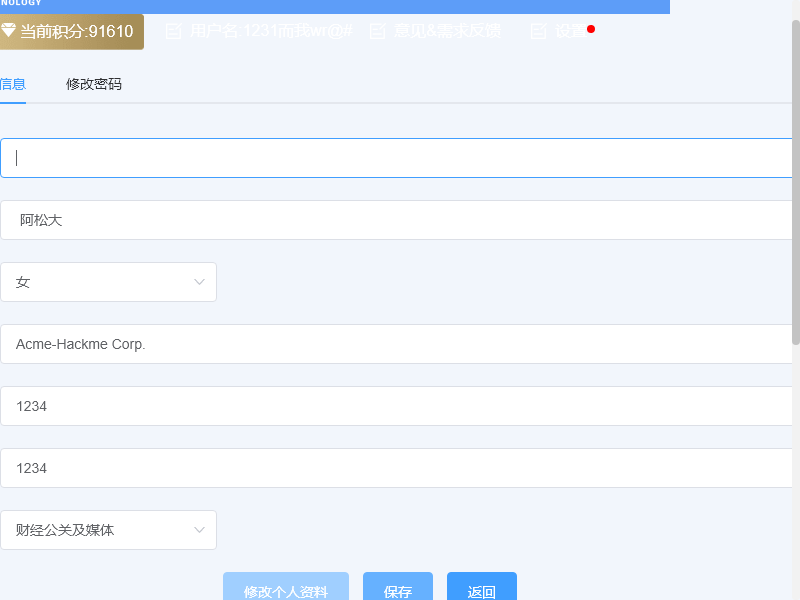 NOLOGY
当前积分:91610 用户名:1231而我wr@# 意见&需求反馈 设置
信息 修改密码
阿松大
女
Acme-Hackme Corp.
1234
1234
财经公关及媒体
修改个人资料 保存 返回